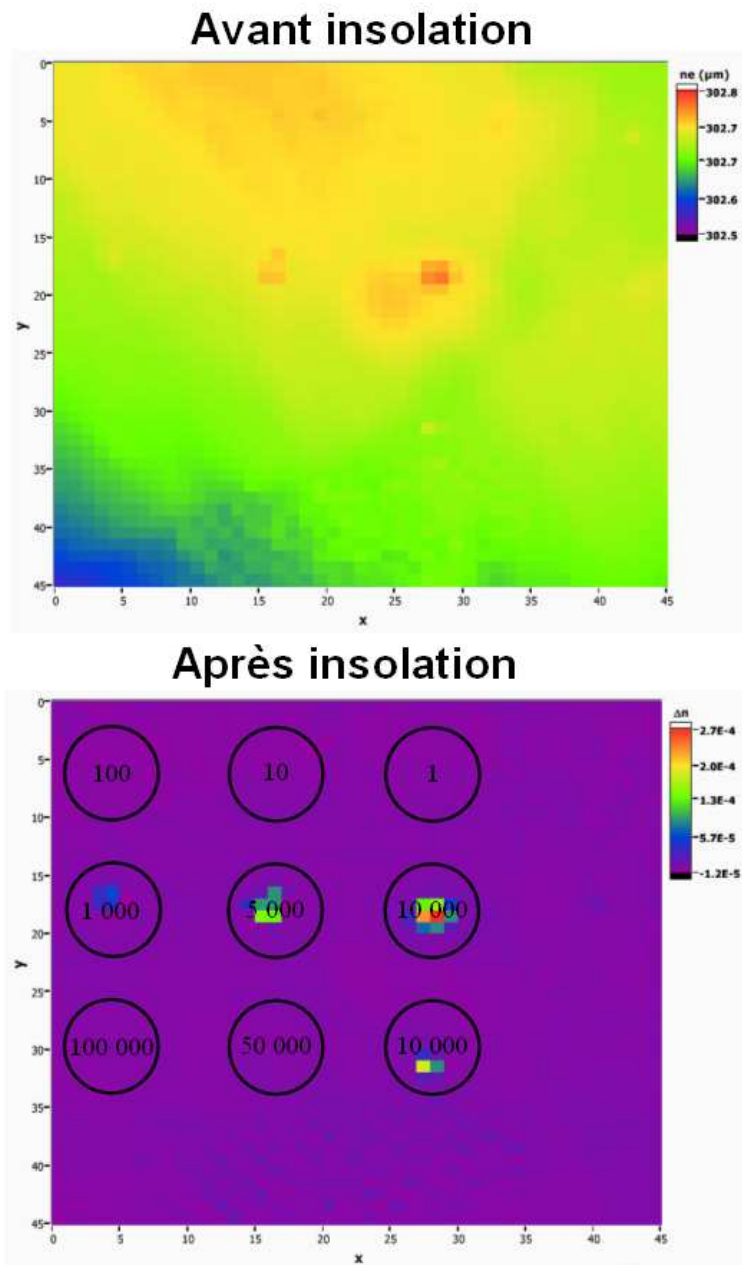 Avant insolation
ne (µm)
302.8
302.7
302.7
302.6
302.5
0
5
10
15
20
25
30
35
40
45
y
0 5 10 15 20 25 30 35 40 45
x
Après insolation
Δn
2.7E-4
2.0E-4
1.3E-4
5.7E-5
-1.2E-5
0
5
10
15
20
25
30
35
40
45
y
100 10 1
1 000 5 000 10 000
100 000 50 000 10 000
0 5 10 15 20 25 30 35 40 45
x